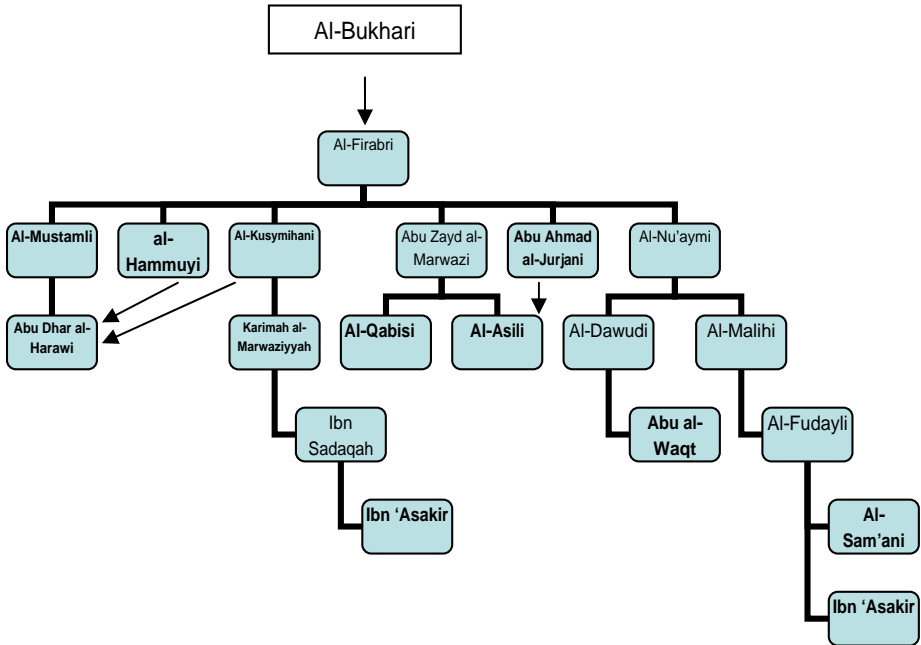 Al-Bukhari
Al-Firabri
Al-Mustamli
al-
Hammuyi
Al-Kusymihani
Abu Zayd al-
Marwazi
Abu Ahmad
al-Jurjani
Al-Nu'aymi
Abu Dhar al-
Harawi
Karimah al-
Marwaziyyah
Al-Qabisi
Al-Asili
Al-Dawudi
Al-Malihi
Ibn
Sadaqah
Abu al-
Waqt
Al-Fudayli
Ibn ‘Asakir
Al-
Sam’ani
Ibn ‘Asakir